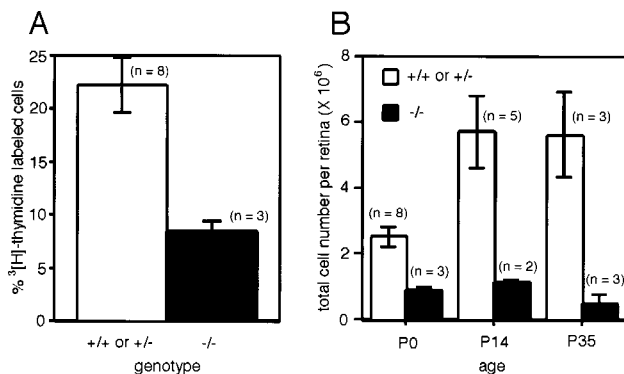 A
25
20
15
10
5
0
% ³[H]-thymidine labeled cells
(n = 8)
(n = 3)
+/+ or +/-
-/-
genotype
B
8
6
4
2
0
total cell number per retina (X 10⁶)
+/+ or +/-
-/-
(n = 8)
(n = 3)
(n = 5)
(n = 2)
(n = 3)
(n = 3)
P0
P14
P35
age